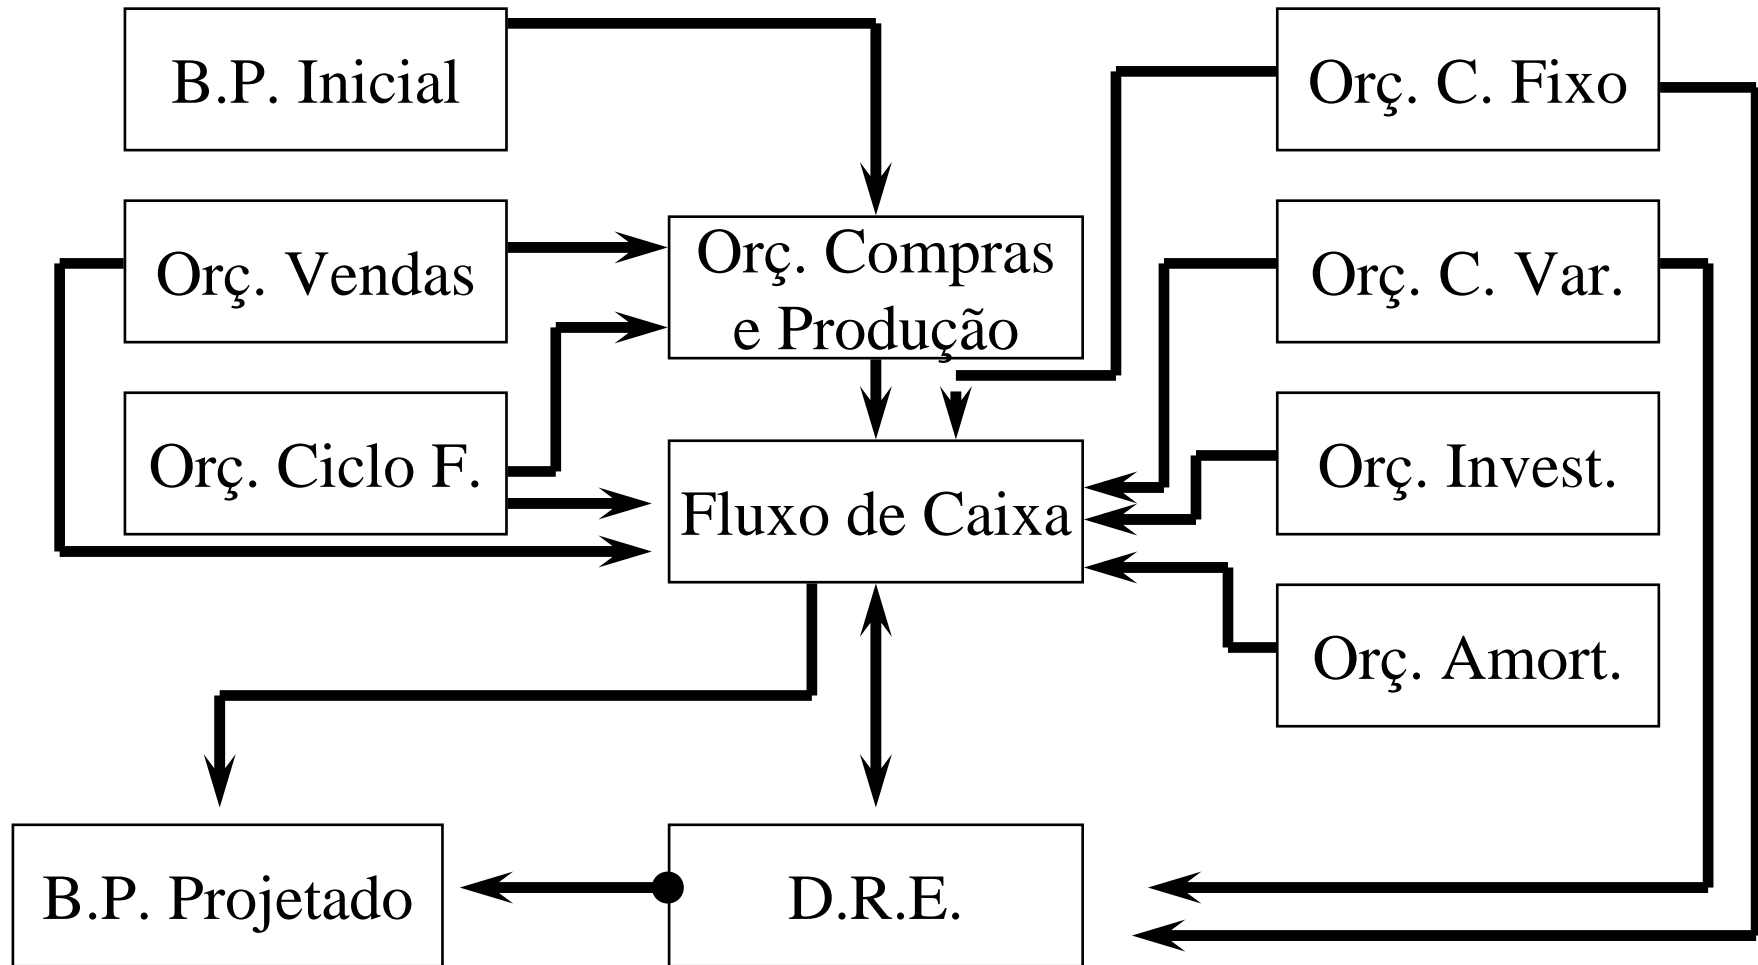 B.P. Inicial
Orç. C. Fixo
Orç. Vendas
Orç. Compras
e Produção
Orç. C. Var.
Orç. Ciclo F.
Fluxo de Caixa
Orç. Invest.
Orç. Amort.
B.P. Projetado
D.R.E.